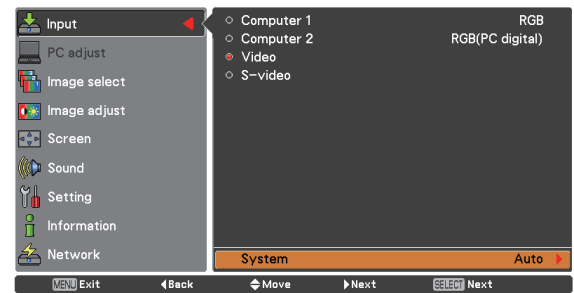 Input
PC adjust
Image select
Image adjust
Screen
Sound
Setting
Information
Network
Computer 1 RGB
Computer 2 RGB(PC digital)
Video
S-video
System Auto
MENU Exit Back Move Next SELECT Next